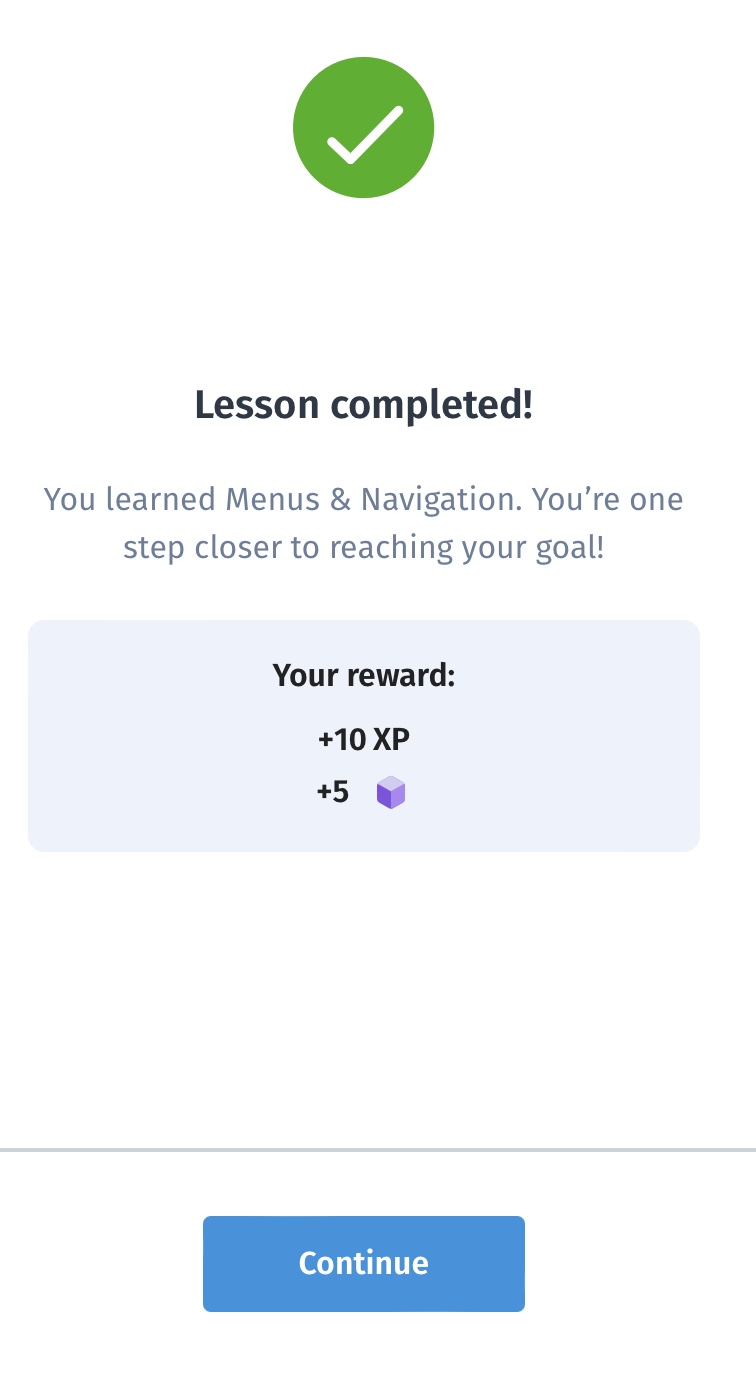 Lesson completed!
You learned Menus & Navigation. You’re one
step closer to reaching your goal!
Your reward:
+10 XP
+5
Continue